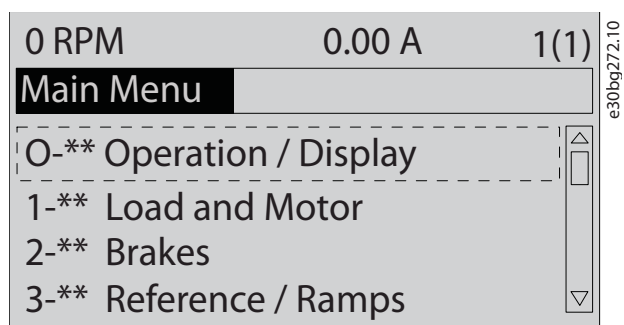 0 RPM 0.00 A 1(1)
Main Menu
O-** Operation / Display
1-** Load and Motor
2-** Brakes
3-** Reference / Ramps
e30bg272.10